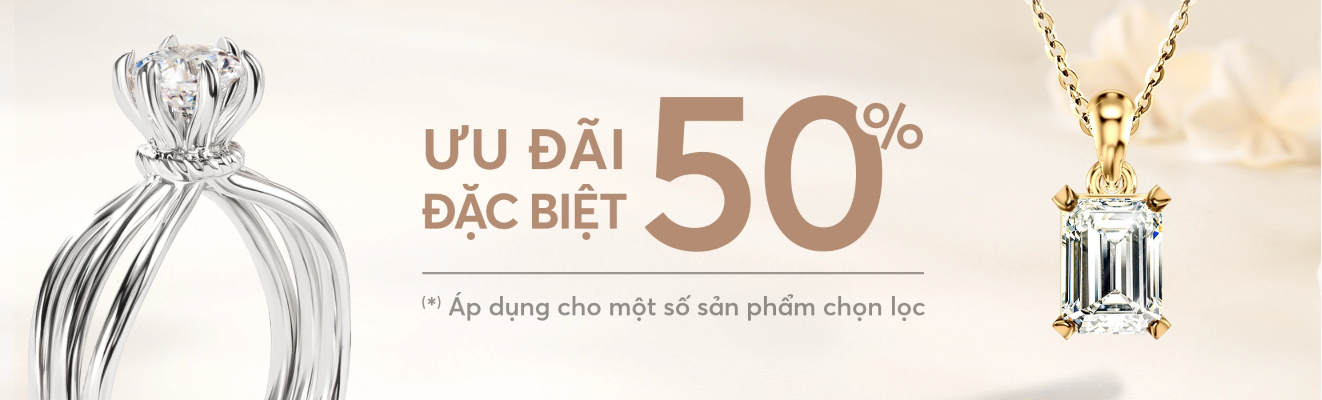 ƯU ĐÃI
ĐẶC BIỆT
50%
(*) Áp dụng cho một số sản phẩm chọn lọc